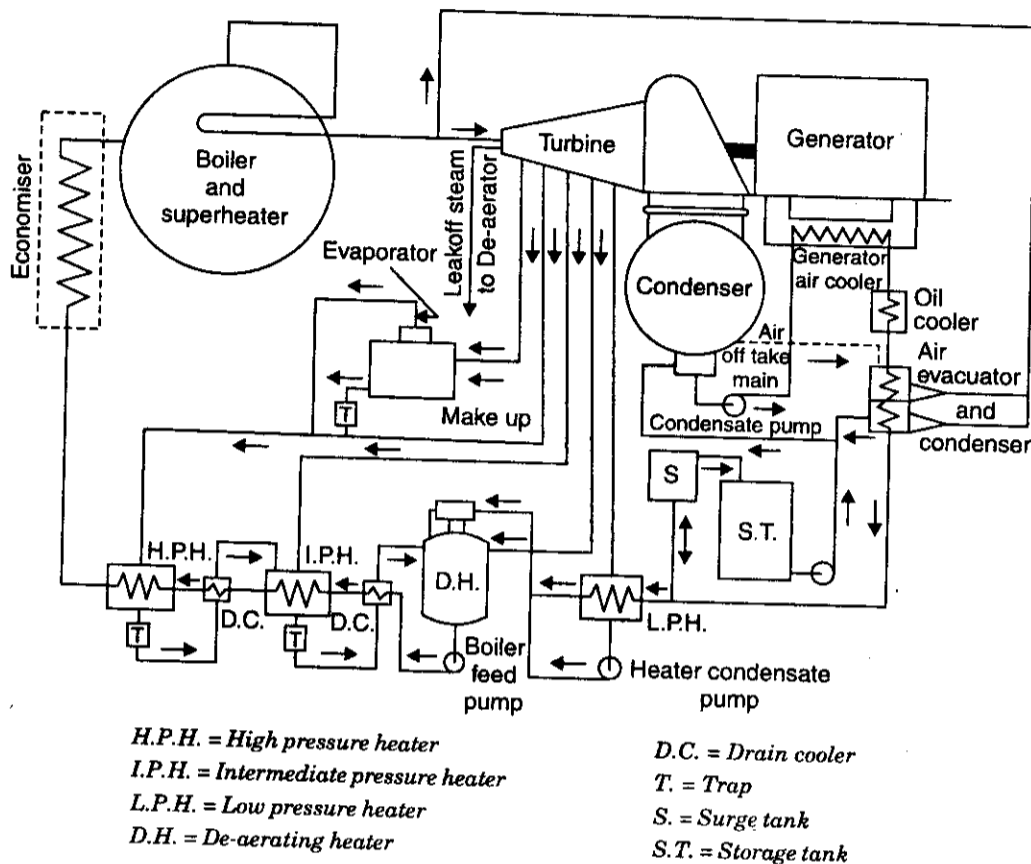 Economiser
Boiler
and
superheater
Turbine
Generator
Leakoff steam
to De-aerator
Evaporator
Condenser
Generator
air cooler
Oil
cooler
Air
off take
main
Air
evacuator
and
condenser
T
Make up
Condensate pump
S
S.T.
H.P.H.
I.P.H.
D.H.
D.C.
D.C.
L.P.H.
T
T
Boiler
feed
pump
Heater condensate
pump
H.P.H. = High pressure heater
I.P.H. = Intermediate pressure heater
L.P.H. = Low pressure heater
D.H. = De-aerating heater
D.C. = Drain cooler
T. = Trap
S. = Surge tank
S.T. = Storage tank